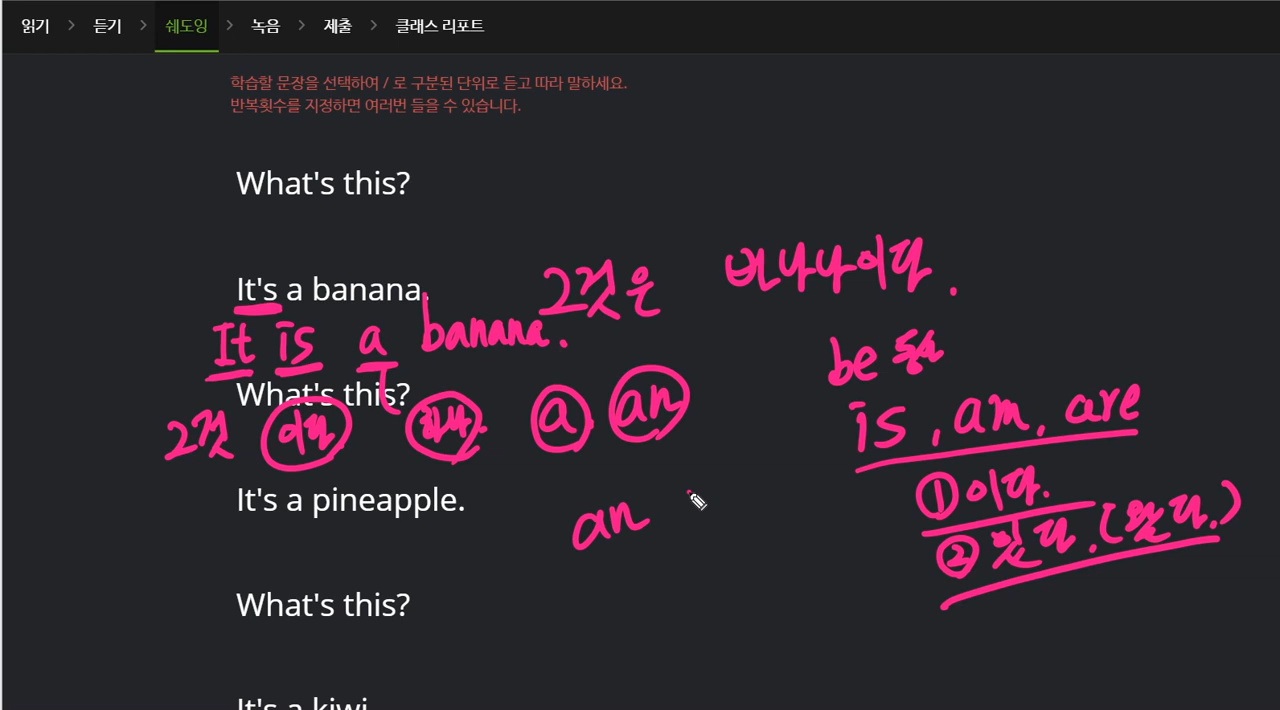 읽기 > 듣기 > 쉐도잉 > 녹음 > 제출 > 클래스 리포트
학습할 문장을 선택하여 / 로 구분된 단위로 듣고 따라 말하세요.
반복횟수를 지정하면 여러번 들을 수 있습니다.
What's this?
It's a banana.
그것은 바나나이다.
It is a banana.
be 동사
What's this?
그것 이다 하나 a an
is, am, are
It's a pineapple.
an
① 이다.
② 있다. (왔다.)
What's this?
It's a kiwi.